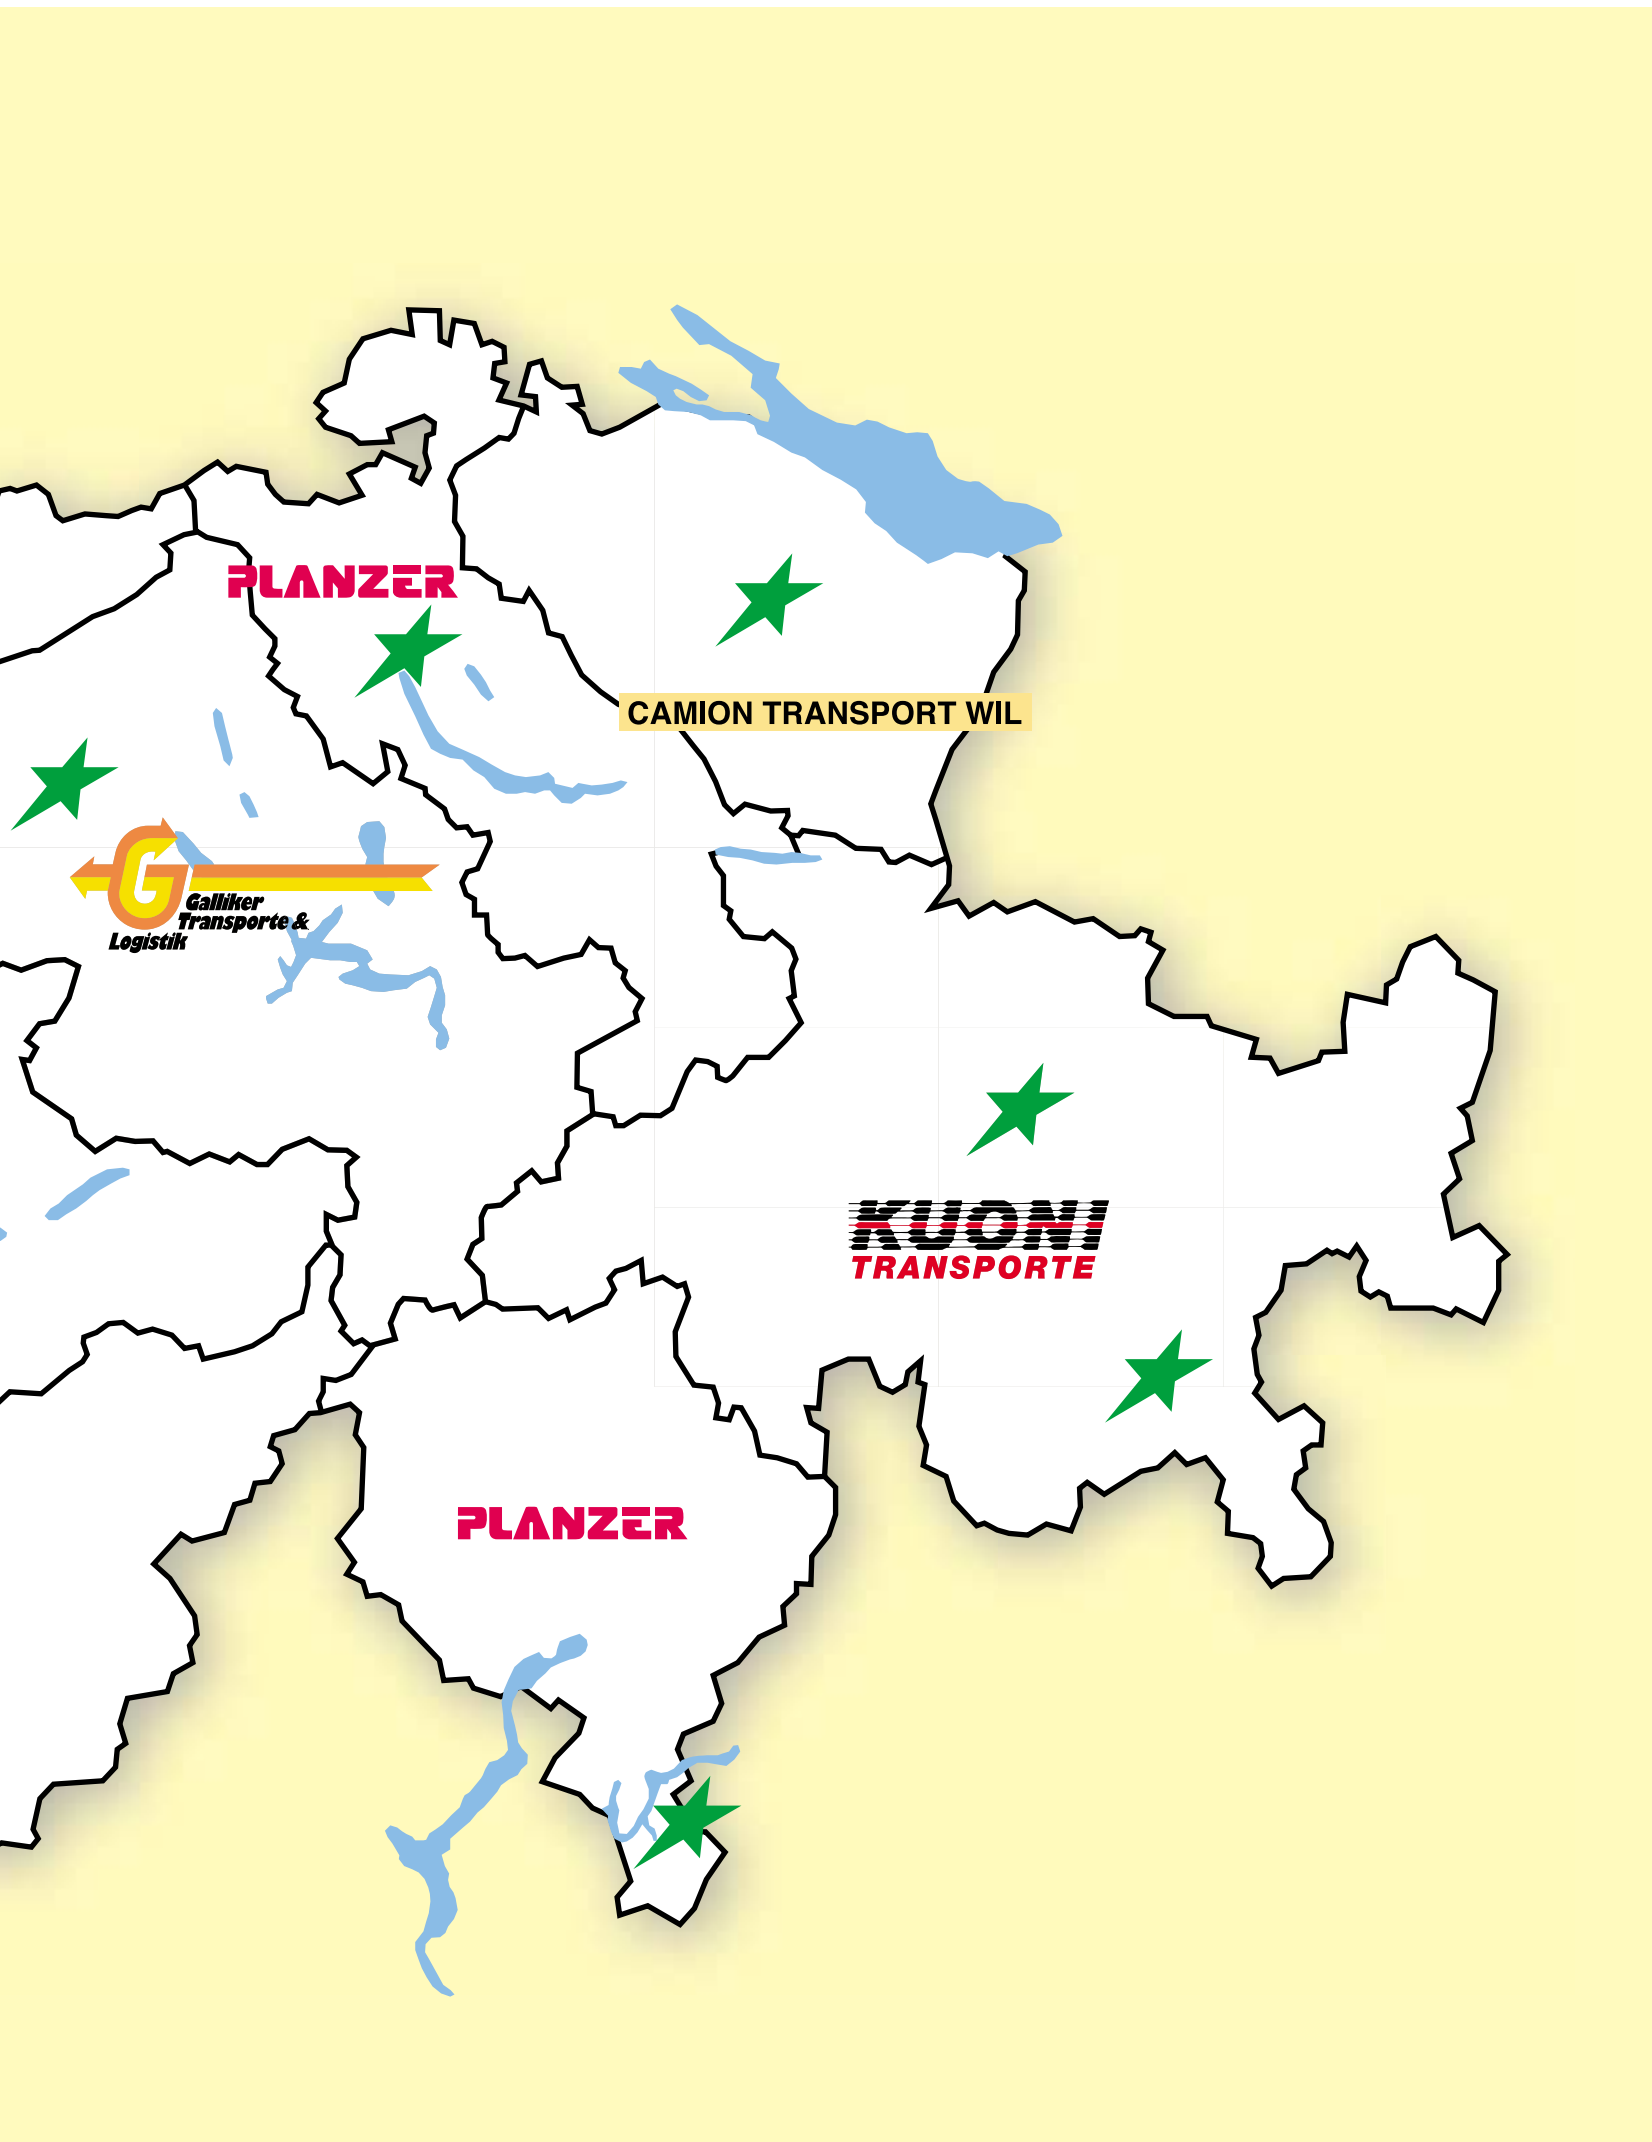 PLANZER
CAMION TRANSPORT WIL
Galliker
Transporte &
Logistik
KUONI
TRANSPORTE
PLANZER